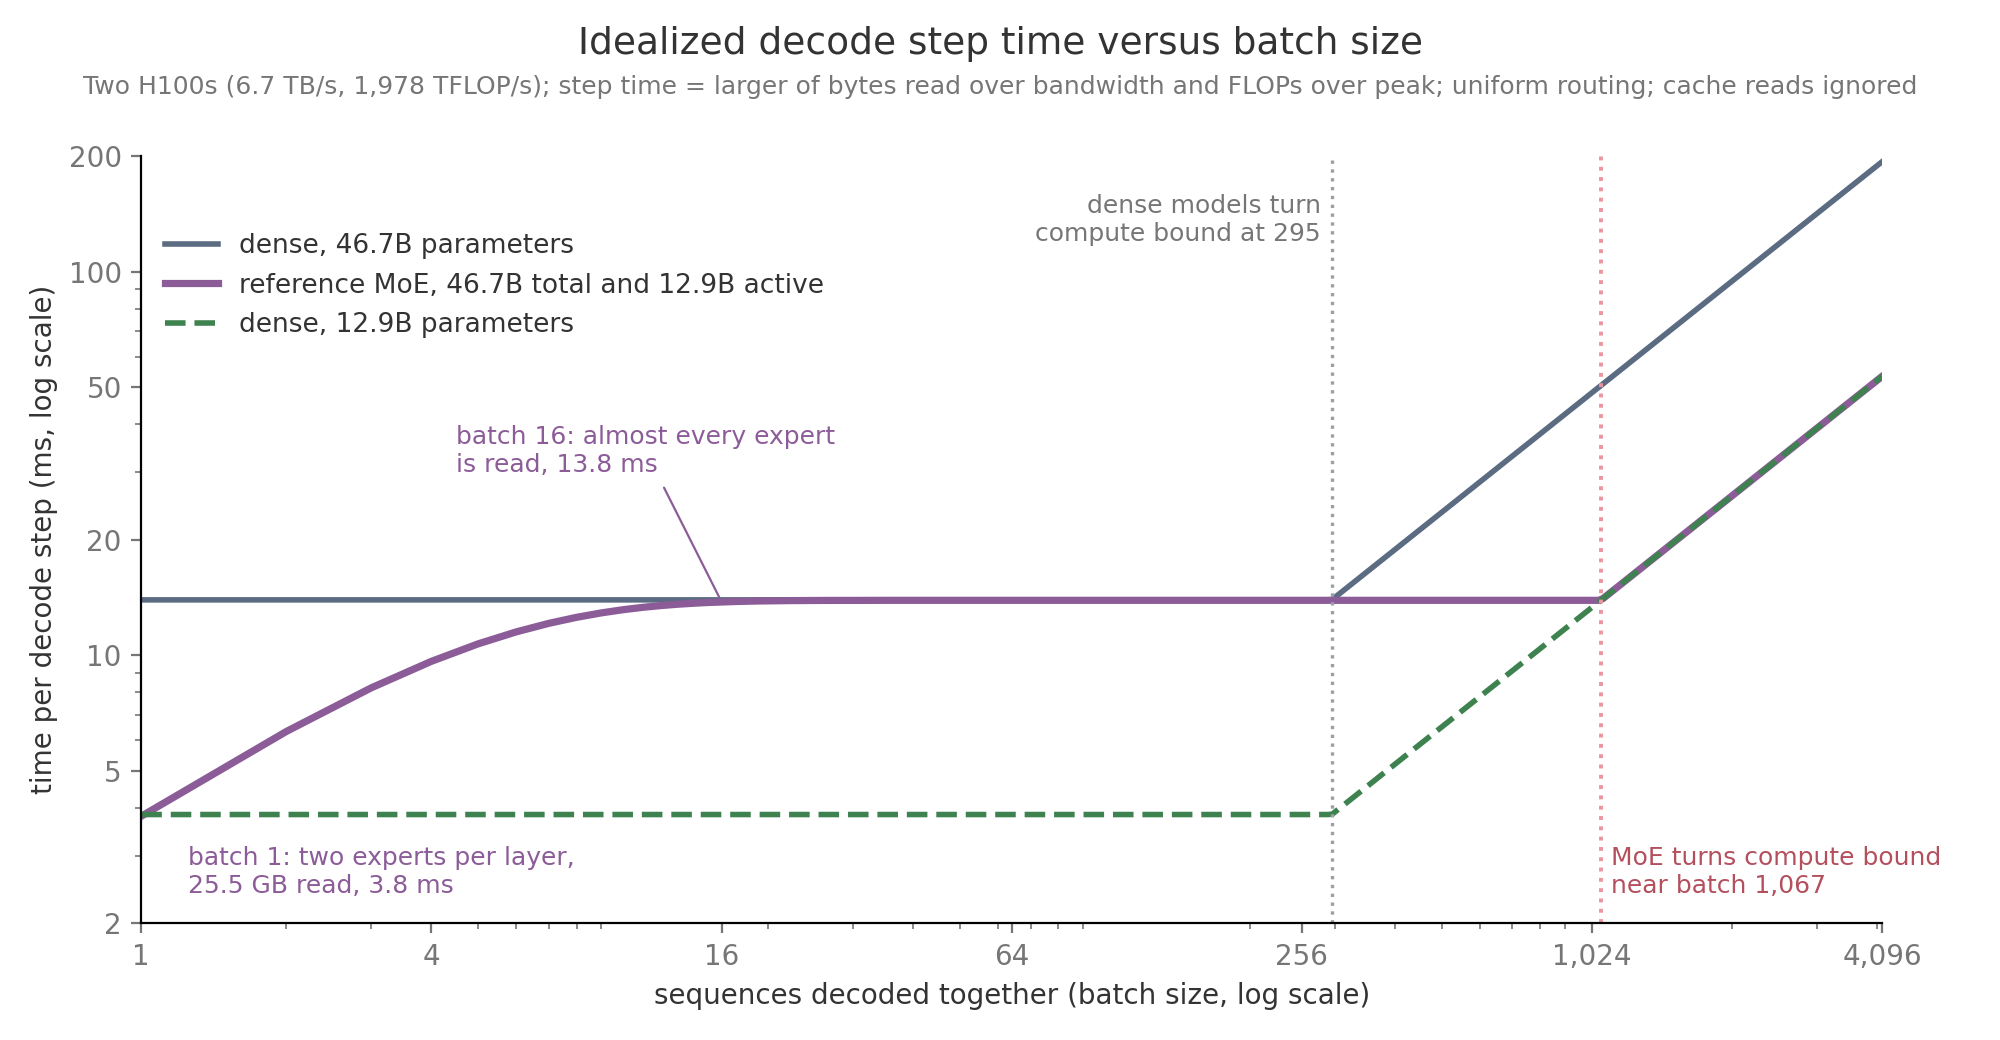 Idealized decode step time versus batch size
Two H100s (6.7 TB/s, 1,978 TFLOP/s); step time = larger of bytes read over bandwidth and FLOPs over peak; uniform routing; cache reads ignored
time per decode step (ms, log scale)
200
100
50
20
10
5
2
dense, 46.7B parameters
reference MoE, 46.7B total and 12.9B active
dense, 12.9B parameters
dense models turn
compute bound at 295
batch 16: almost every expert
is read, 13.8 ms
batch 1: two experts per layer,
25.5 GB read, 3.8 ms
MoE turns compute bound
near batch 1,067
1
4
16
64
256
1,024
4,096
sequences decoded together (batch size, log scale)